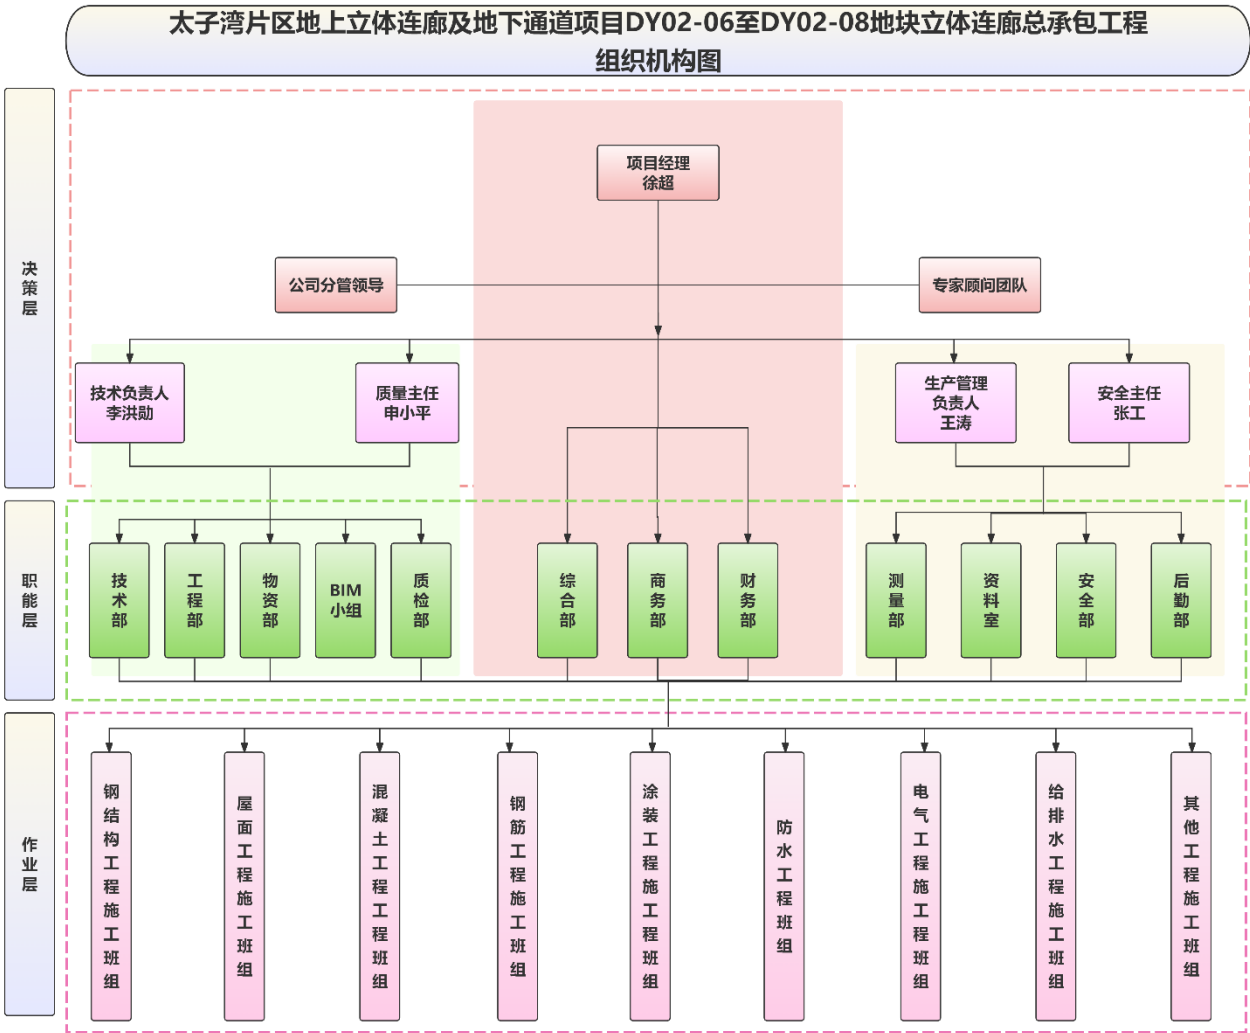 太子湾片区地上立体连廊及地下通道项目DY02-06至DY02-08地块立体连廊总承包工程
组织机构图
决策层
项目经理
徐超
公司分管领导
专家顾问团队
技术负责人
李洪勋
质量主任
申小平
生产管理
负责人
王涛
安全主任
张工
职能层
技术部
工程部
物资部
BIM
小组
质检部
综合部
商务部
财务部
测量部
资料室
安全部
后勤部
作业层
钢结构工程施工班组
屋面工程施工班组
混凝土工程工程班组
钢筋工程施工班组
涂装工程施工程班组
防水工程班组
电气工程施工程班组
给排水工程施工班组
其他工程施工班组